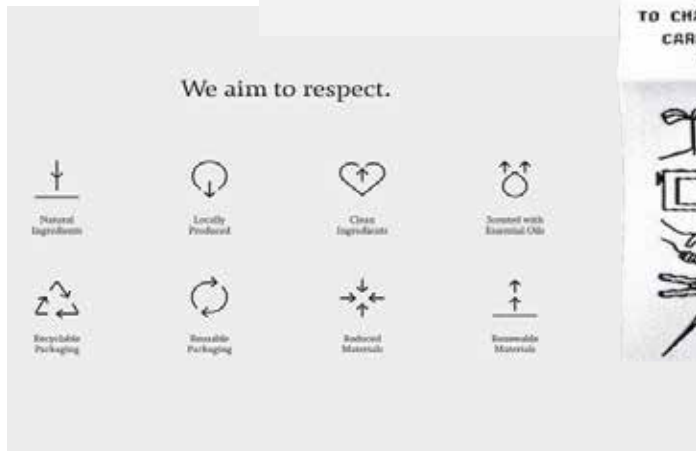 TO CHA
CAR
We aim to respect.
Natural
Ingredients
Locally
Produced
Clean
Ingredients
Scented with
Essential Oils
Recyclable
Packaging
Reusable
Packaging
Reduced
Materials
Renewable
Materials